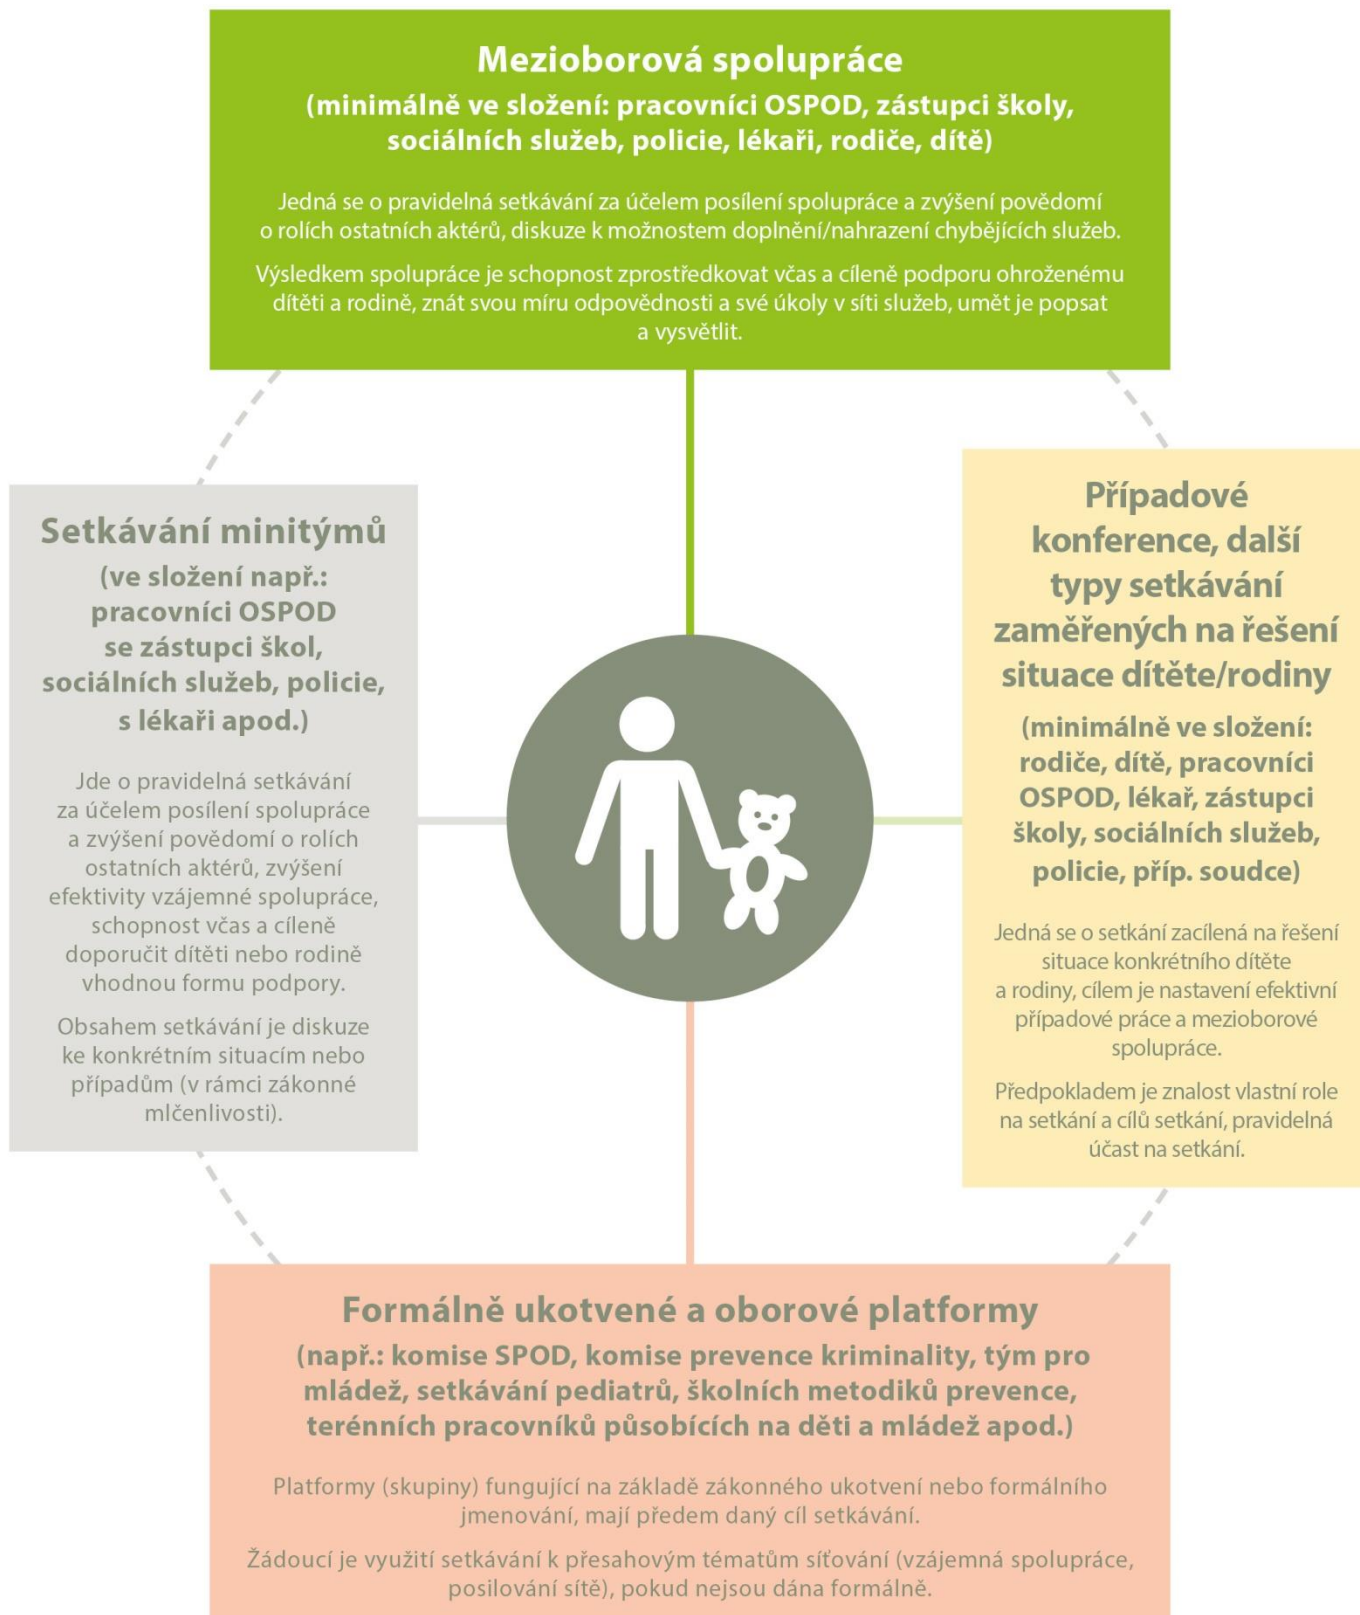 Mezioborová spolupráce
(minimálně ve složení: pracovníci OSPOD, zástupci školy,
sociálních služeb, policie, lékaři, rodiče, dítě)
Jedná se o pravidelná setkávání za účelem posílení spolupráce a zvýšení povědomí
o rolích ostatních aktérů, diskuze k možnostem doplnění/nahrazení chybějících služeb.
Výsledkem spolupráce je schopnost zprostředkovat včas a cíleně podporu ohroženému
dítěti a rodině, znát svou míru odpovědnosti a své úkoly v síti služeb, umět je popsat
a vysvětlit.
Setkávání minitýmů
(ve složení např.:
pracovníci OSPOD
se zástupci škol,
sociálních služeb, policie,
s lékaři apod.)
Jde o pravidelná setkávání
za účelem posílení spolupráce
a zvýšení povědomí o rolích
ostatních aktérů, zvýšení
efektivity vzájemné spolupráce,
schopnost včas a cíleně
doporučit dítěti nebo rodině
vhodnou formu podpory.
Obsahem setkávání je diskuze
ke konkrétním situacím nebo
případům (v rámci zákonné
mlčenlivosti).
Případové
konference, další
typy setkávání
zaměřených na řešení
situace dítěte/rodiny
(minimálně ve složení:
rodiče, dítě, pracovníci
OSPOD, lékař, zástupci
školy, sociálních služeb,
policie, příp. soudce)
Jedná se o setkání zacílená na řešení
situace konkrétního dítěte
a rodiny, cílem je nastavení efektivní
případové práce a mezioborové
spolupráce.
Předpokladem je znalost vlastní role
na setkání a cílů setkání, pravidelná
účast na setkání.
Formálně ukotvené a oborové platformy
(např.: komise SPOD, komise prevence kriminality, tým pro
mládež, setkávání pediatrů, školních metodiků prevence,
terénních pracovníků působících na děti a mládež apod.)
Platformy (skupiny) fungující na základě zákonného ukotvení nebo formálního
jmenování, mají předem daný cíl setkávání.
Žádoucí je využití setkávání k přesahovým tématům síťování (vzájemná spolupráce,
posilování sítě), pokud nejsou dána formálně.